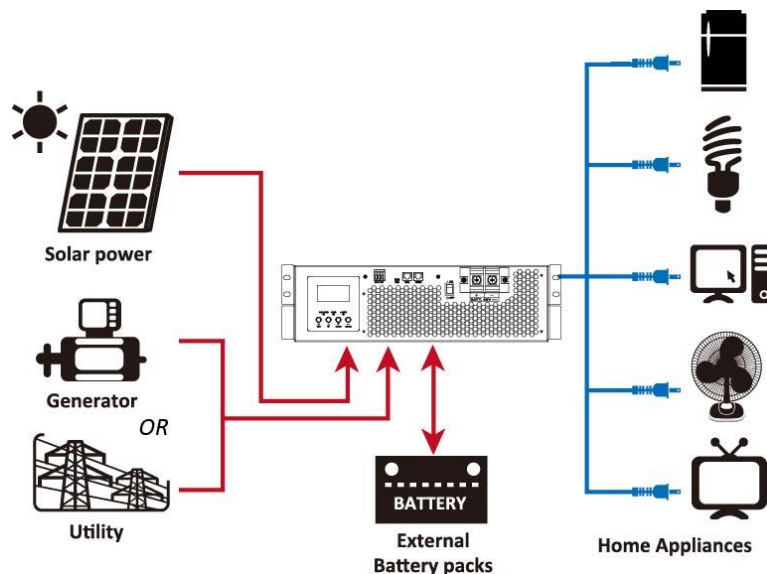 Solar power
Generator
OR
Utility
BATTERY
External
Battery packs
Home Appliances